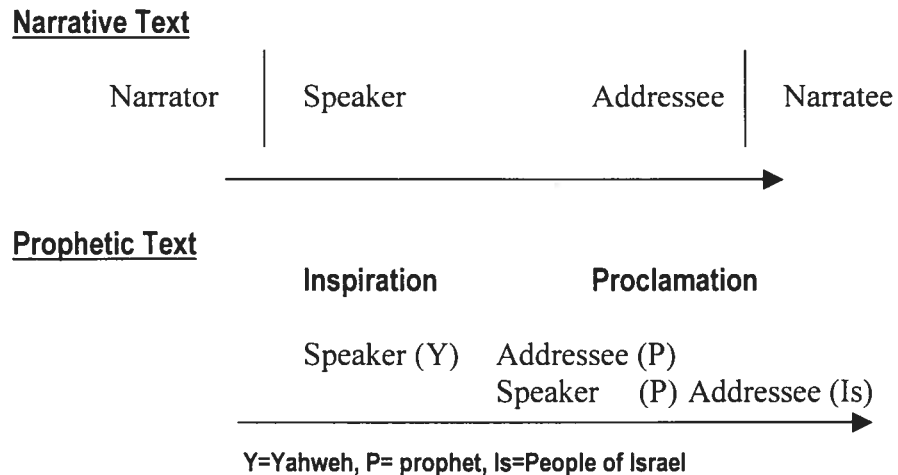 Narrative Text
Narrator Speaker Addressee Narratee
Prophetic Text
Inspiration Proclamation
Speaker (Y) Addressee (P)
Speaker (P) Addressee (Is)
Y=Yahweh, P= prophet, Is=People of Israel